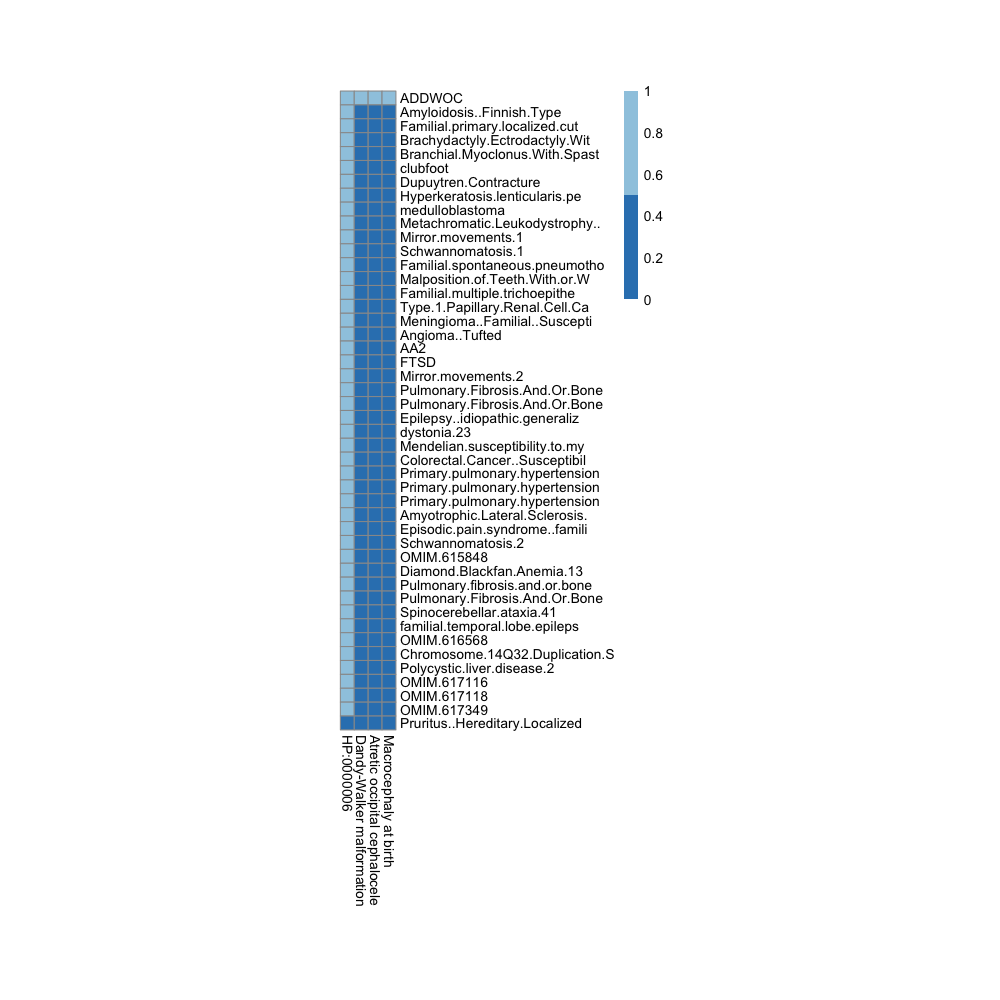 ADDWOC
Amyloidosis..Finnish.Type
Familial.primary.localized.cut
Brachydactyly.Ectrodactyly.Wit
Branchial.Myoclonus.With.Spast
clubfoot
Dupuytren.Contracture
Hyperkeratosis.lenticularis.pe
medulloblastoma
Metachromatic.Leukodystrophy..
Mirror.movements.1
Schwannomatosis.1
Familial.spontaneous.pneumotho
Malposition.of.Teeth.With.or.W
Familial.multiple.trichoepithe
Type.1.Papillary.Renal.Cell.Ca
Meningioma..Familial..Suscepti
Angioma..Tufted
AA2
FTSD
Mirror.movements.2
Pulmonary.Fibrosis.And.Or.Bone
Pulmonary.Fibrosis.And.Or.Bone
Epilepsy..idiopathic.generaliz
dystonia.23
Mendelian.susceptibility.to.my
Colorectal.Cancer..Susceptibil
Primary.pulmonary.hypertension
Primary.pulmonary.hypertension
Primary.pulmonary.hypertension
Amyotrophic.Lateral.Sclerosis.
Episodic.pain.syndrome..famili
Schwannomatosis.2
OMIM.615848
Diamond.Blackfan.Anemia.13
Pulmonary.fibrosis.and.or.bone
Pulmonary.Fibrosis.And.Or.Bone
Spinocerebellar.ataxia.41
familial.temporal.lobe.epileps
OMIM.616568
Chromosome.14Q32.Duplication.S
Polycystic.liver.disease.2
OMIM.617116
OMIM.617118
OMIM.617349
Pruritus..Hereditary.Localized
HP:0000006
Dandy-Walker malformation
Atretic occipital cephalocele
Macrocephaly at birth
1
0.8
0.6
0.4
0.2
0